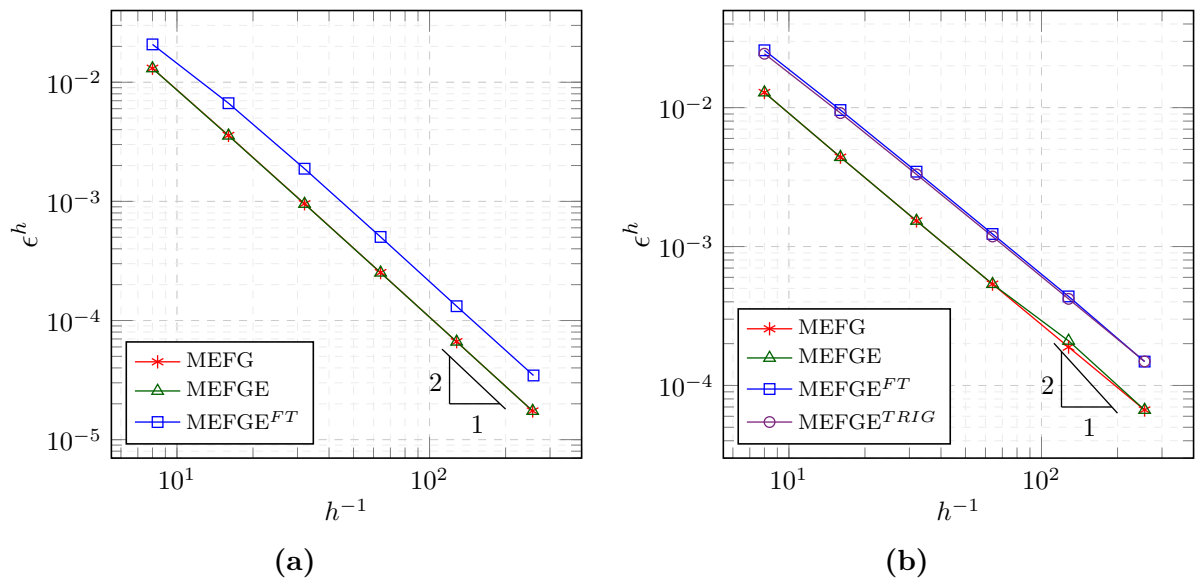 10^{-2}
10^{-3}
10^{-4}
10^{-5}
ϵ^h
MEFG
MEFGE
MEFGE^{FT}
2
1
10^1
10^2
h^{-1}
(a)
10^{-2}
10^{-3}
10^{-4}
ϵ^h
MEFG
MEFGE
MEFGE^{FT}
MEFGE^{TRIG}
2
1
10^1
10^2
h^{-1}
(b)